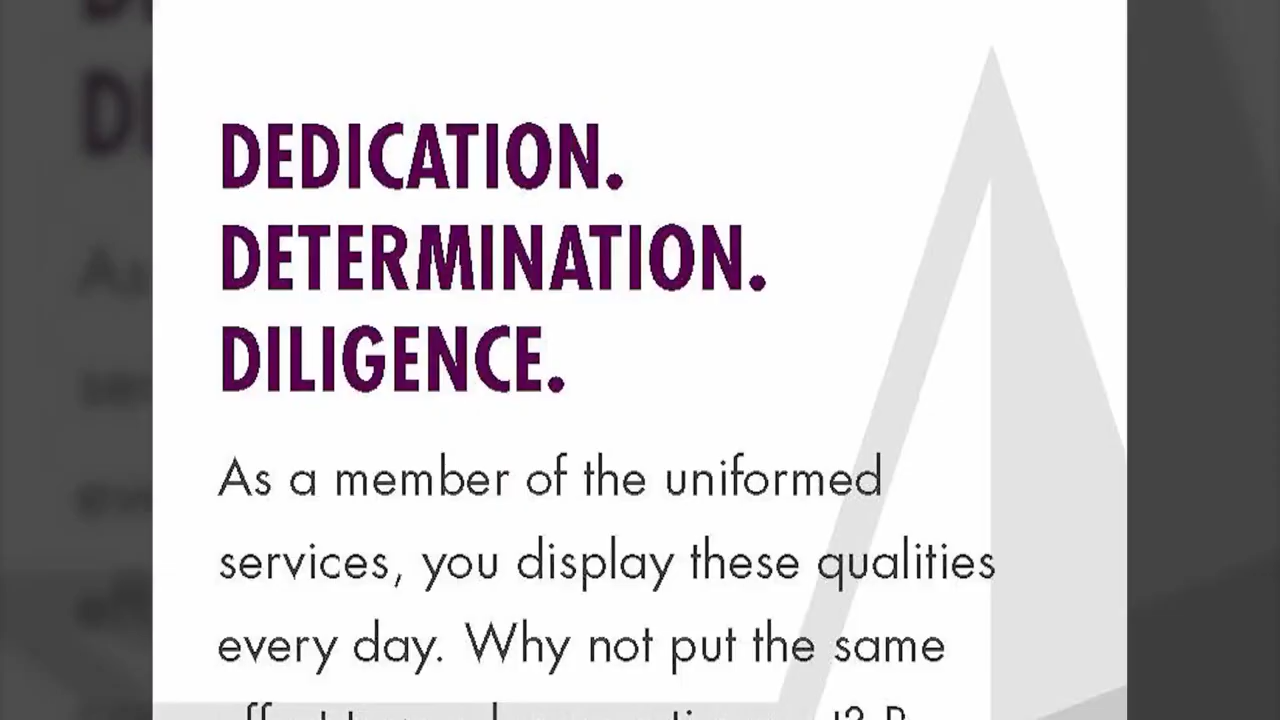 DEDICATION.
DETERMINATION.
DILIGENCE.
As a member of the uniformed
services, you display these qualities
every day. Why not put the same